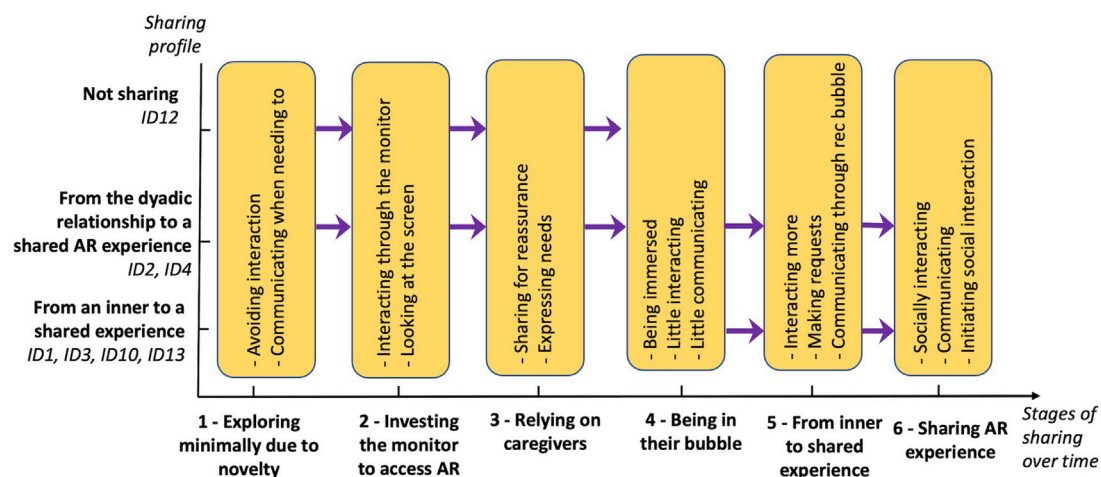 Sharing
profile
Not sharing
ID12
From the dyadic
relationship to a
shared AR experience
ID2, ID4
From an inner to a
shared experience
ID1, ID3, ID10, ID13
- Avoiding interaction
- Communicating when needing to
- Interacting through the monitor
- Looking at the screen
- Sharing for reassurance
- Expressing needs
- Being immersed
- Little interacting
- Little communicating
- Interacting more
- Making requests
- Communicating through rec bubble
- Socially interacting
- Communicating
- Initiating social interaction
1 - Exploring
minimally due to
novelty
2 - Investing
the monitor
to access AR
3 - Relying on
caregivers
4 - Being in
their bubble
5 - From inner
to shared
experience
6 - Sharing AR
experience
Stages of
sharing
over time